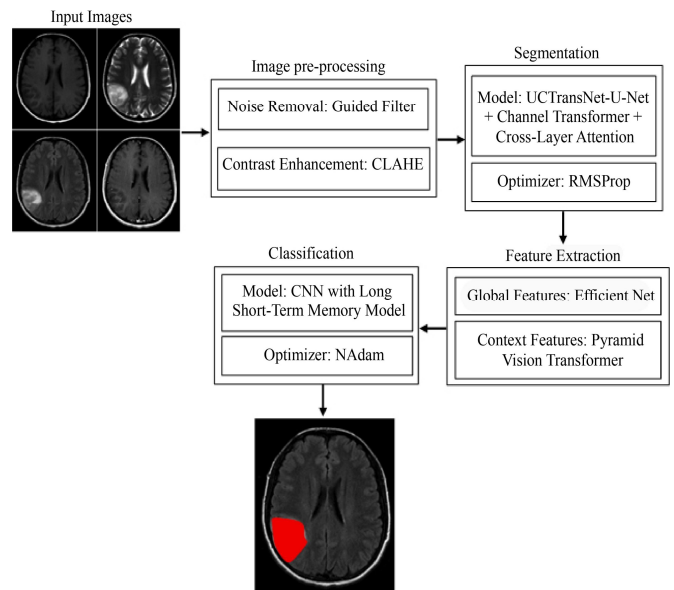 Input Images
Image pre-processing
Noise Removal: Guided Filter
Contrast Enhancement: CLAHE
Segmentation
Model: UCTransNet-U-Net
+ Channel Transformer +
Cross-Layer Attention
Optimizer: RMSProp
Feature Extraction
Global Features: Efficient Net
Context Features: Pyramid
Vision Transformer
Classification
Model: CNN with Long
Short-Term Memory Model
Optimizer: NAdam